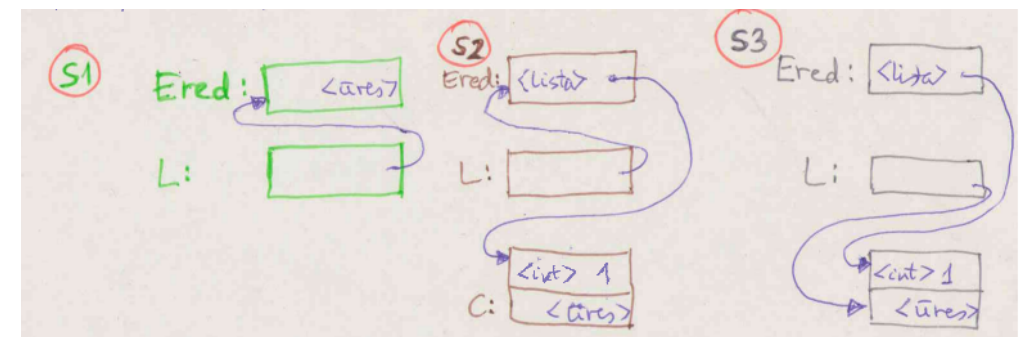 S1
Ered: <üres>
L:
S2
Ered: <lista>
L:
<int> 1
C: <üres>
S3
Ered: <lista>
L:
<int> 1
<üres>